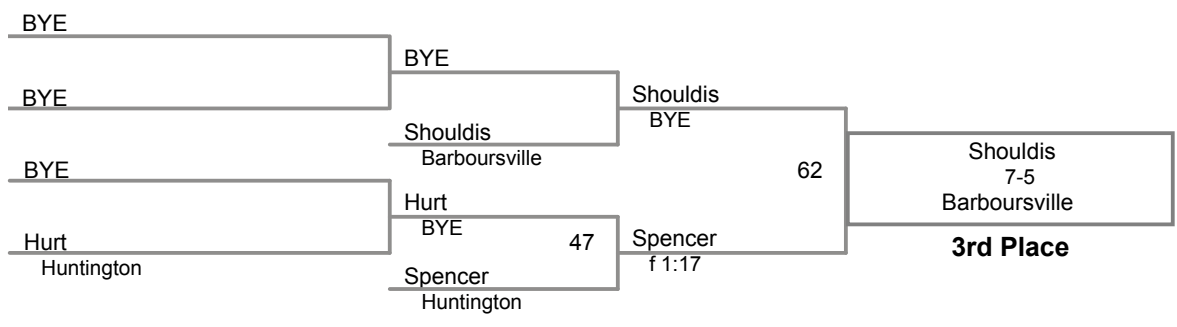 BYE
BYE
BYE
Shouldis
Barboursville
Shouldis
BYE
BYE
Hurt
Huntington
Hurt
BYE
47
Spencer
Huntington
Spencer
f 1:17
62
Shouldis
7-5
Barboursville
3rd Place